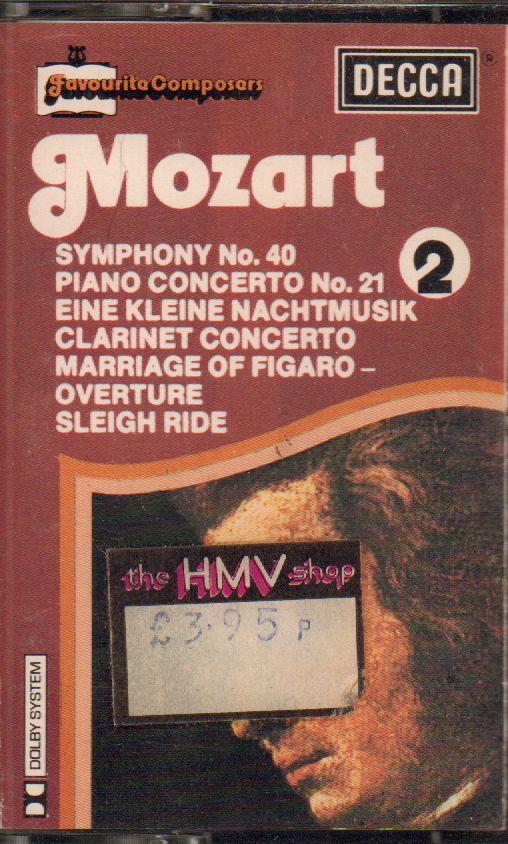 Favourite Composers
DECCA
®
Mozart
2
SYMPHONY No. 40
PIANO CONCERTO No. 21
EINE KLEINE NACHTMUSIK
CLARINET CONCERTO
MARRIAGE OF FIGARO –
OVERTURE
SLEIGH RIDE
the HMV shop
£3.95p
DOLBY SYSTEM